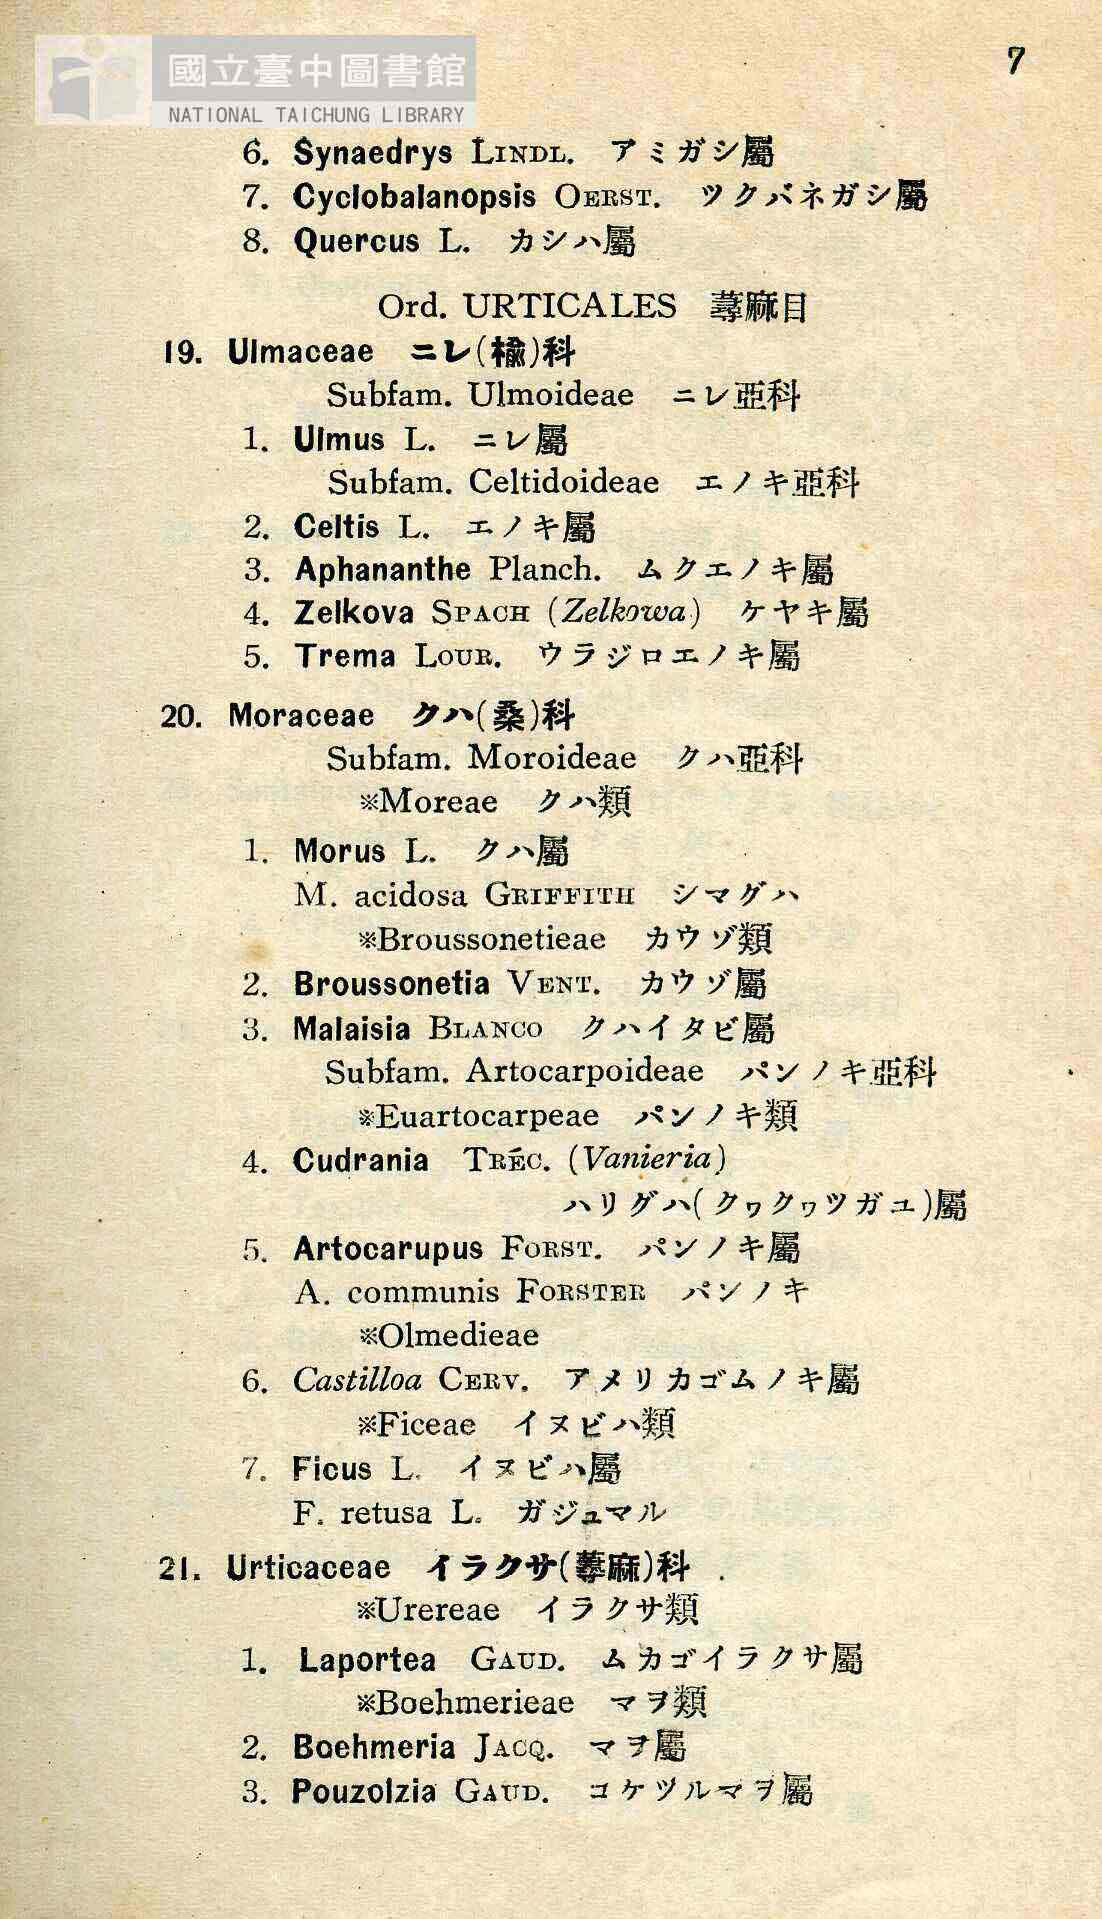 國立臺中圖書館
NATIONAL TAICHUNG LIBRARY
7
6. Synaedrys LINDL. アミガシ屬
7. Cyclobalanopsis OERST. ツクバネガシ屬
8. Quercus L. カシハ屬
Ord. URTICALES 蕁麻目
19. Ulmaceae ニレ(楡)科
Subfam. Ulmoideae ニレ亞科
1. Ulmus L. ニレ屬
Subfam. Celtidoideae エノキ亞科
2. Celtis L. エノキ屬
3. Aphananthe Planch. ムクエノキ屬
4. Zelkova SPACH (Zelkowa) ケヤキ屬
5. Trema LOUR. ウラジロエノキ屬
20. Moraceae クハ(桑)科
Subfam. Moroideae クハ亞科
※Moreae クハ類
1. Morus L. クハ屬
M. acidosa GRIFFITH シマグハ
※Broussonetieae カウゾ類
2. Broussonetia VENT. カウゾ屬
3. Malaisia BLANCO クハイタビ屬
Subfam. Artocarpoideae パンノキ亞科
※Euartocarpeae パンノキ類
4. Cudrania TRÉC. (Vanieria)
ハリグハ(クヮクヮツガユ)屬
5. Artocarupus FORST. パンノキ屬
A. communis FORSTER パンノキ
※Olmedieae
6. Castilloa CERV. アメリカゴムノキ屬
※Ficeae イヌビハ類
7. Ficus L. イヌビハ屬
F. retusa L. ガジュマル
21. Urticaceae イラクサ(蕁麻)科
※Urereae イラクサ類
1. Laportea GAUD. ムカゴイラクサ屬
※Boehmerieae マヲ類
2. Boehmeria JACQ. マヲ屬
3. Pouzolzia GAUD. コケツルマヲ屬